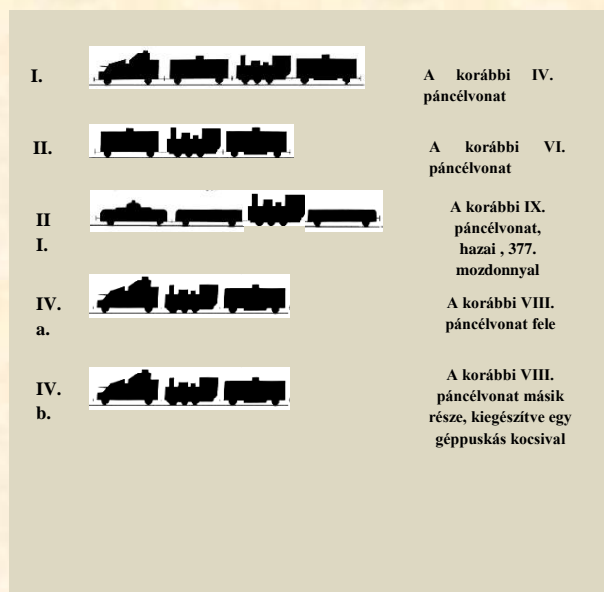 I.
A korábbi IV.
páncélvonat
II.
A korábbi VI.
páncélvonat
II
I.
A korábbi IX.
páncélvonat,
hazai , 377.
mozdonnyal
IV.
a.
A korábbi VIII.
páncélvonat fele
IV.
b.
A korábbi VIII.
páncélvonat másik
része, kiegészítve egy
géppuskás kocsival